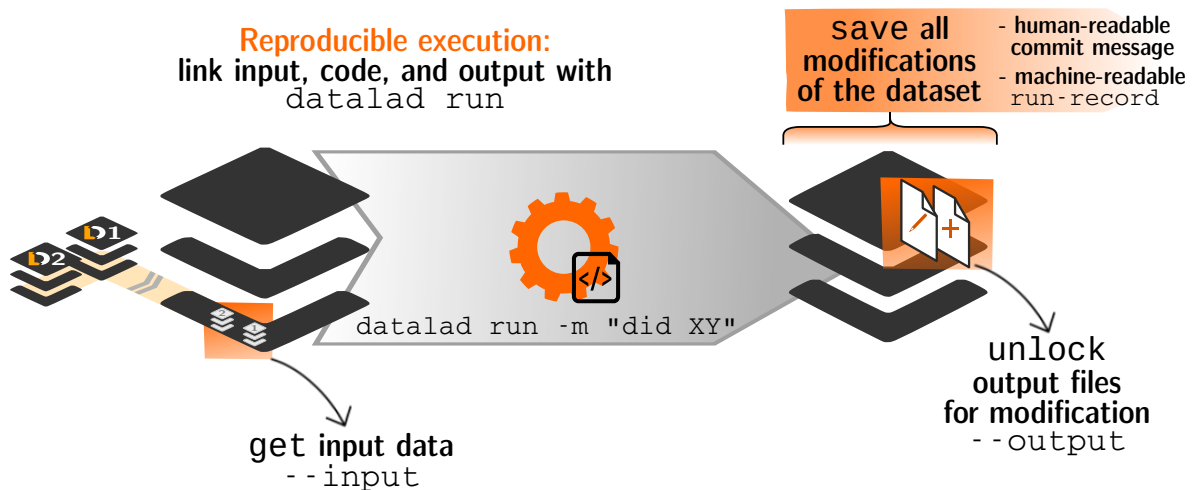 Reproducible execution:
link input, code, and output with
datalad run
save all
modifications
of the dataset
- human-readable
commit message
- machine-readable
run-record
D1
D2
2
1
</>
datalad run -m "did XY"
get input data
--input
unlock
output files
for modification
--output